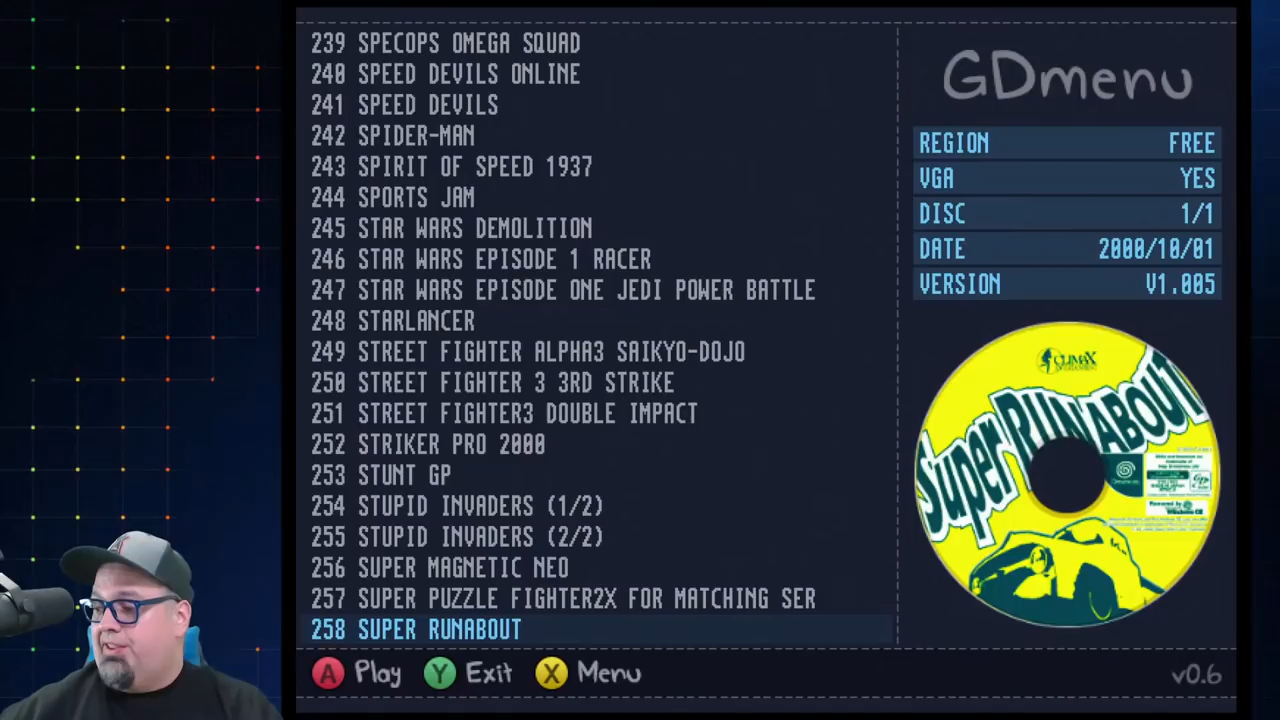 239 SPECOPS OMEGA SQUAD
240 SPEED DEVILS ONLINE
241 SPEED DEVILS
242 SPIDER-MAN
243 SPIRIT OF SPEED 1937
244 SPORTS JAM
245 STAR WARS DEMOLITION
246 STAR WARS EPISODE 1 RACER
247 STAR WARS EPISODE ONE JEDI POWER BATTLE
248 STARLANCER
249 STREET FIGHTER ALPHA3 SAIKYO-DOJO
250 STREET FIGHTER 3 3RD STRIKE
251 STREET FIGHTER3 DOUBLE IMPACT
252 STRIKER PRO 2000
253 STUNT GP
254 STUPID INVADERS (1/2)
255 STUPID INVADERS (2/2)
256 SUPER MAGNETIC NEO
257 SUPER PUZZLE FIGHTER2X FOR MATCHING SER
258 SUPER RUNABOUT
A Play Y Exit X Menu
GDmenu
REGION FREE
VGA YES
DISC 1/1
DATE 2000/10/01
VERSION V1.005
CLIMAX
ENTERTAINMENT
Super RUNABOUT
Dreamcast
Windows CE
v0.6